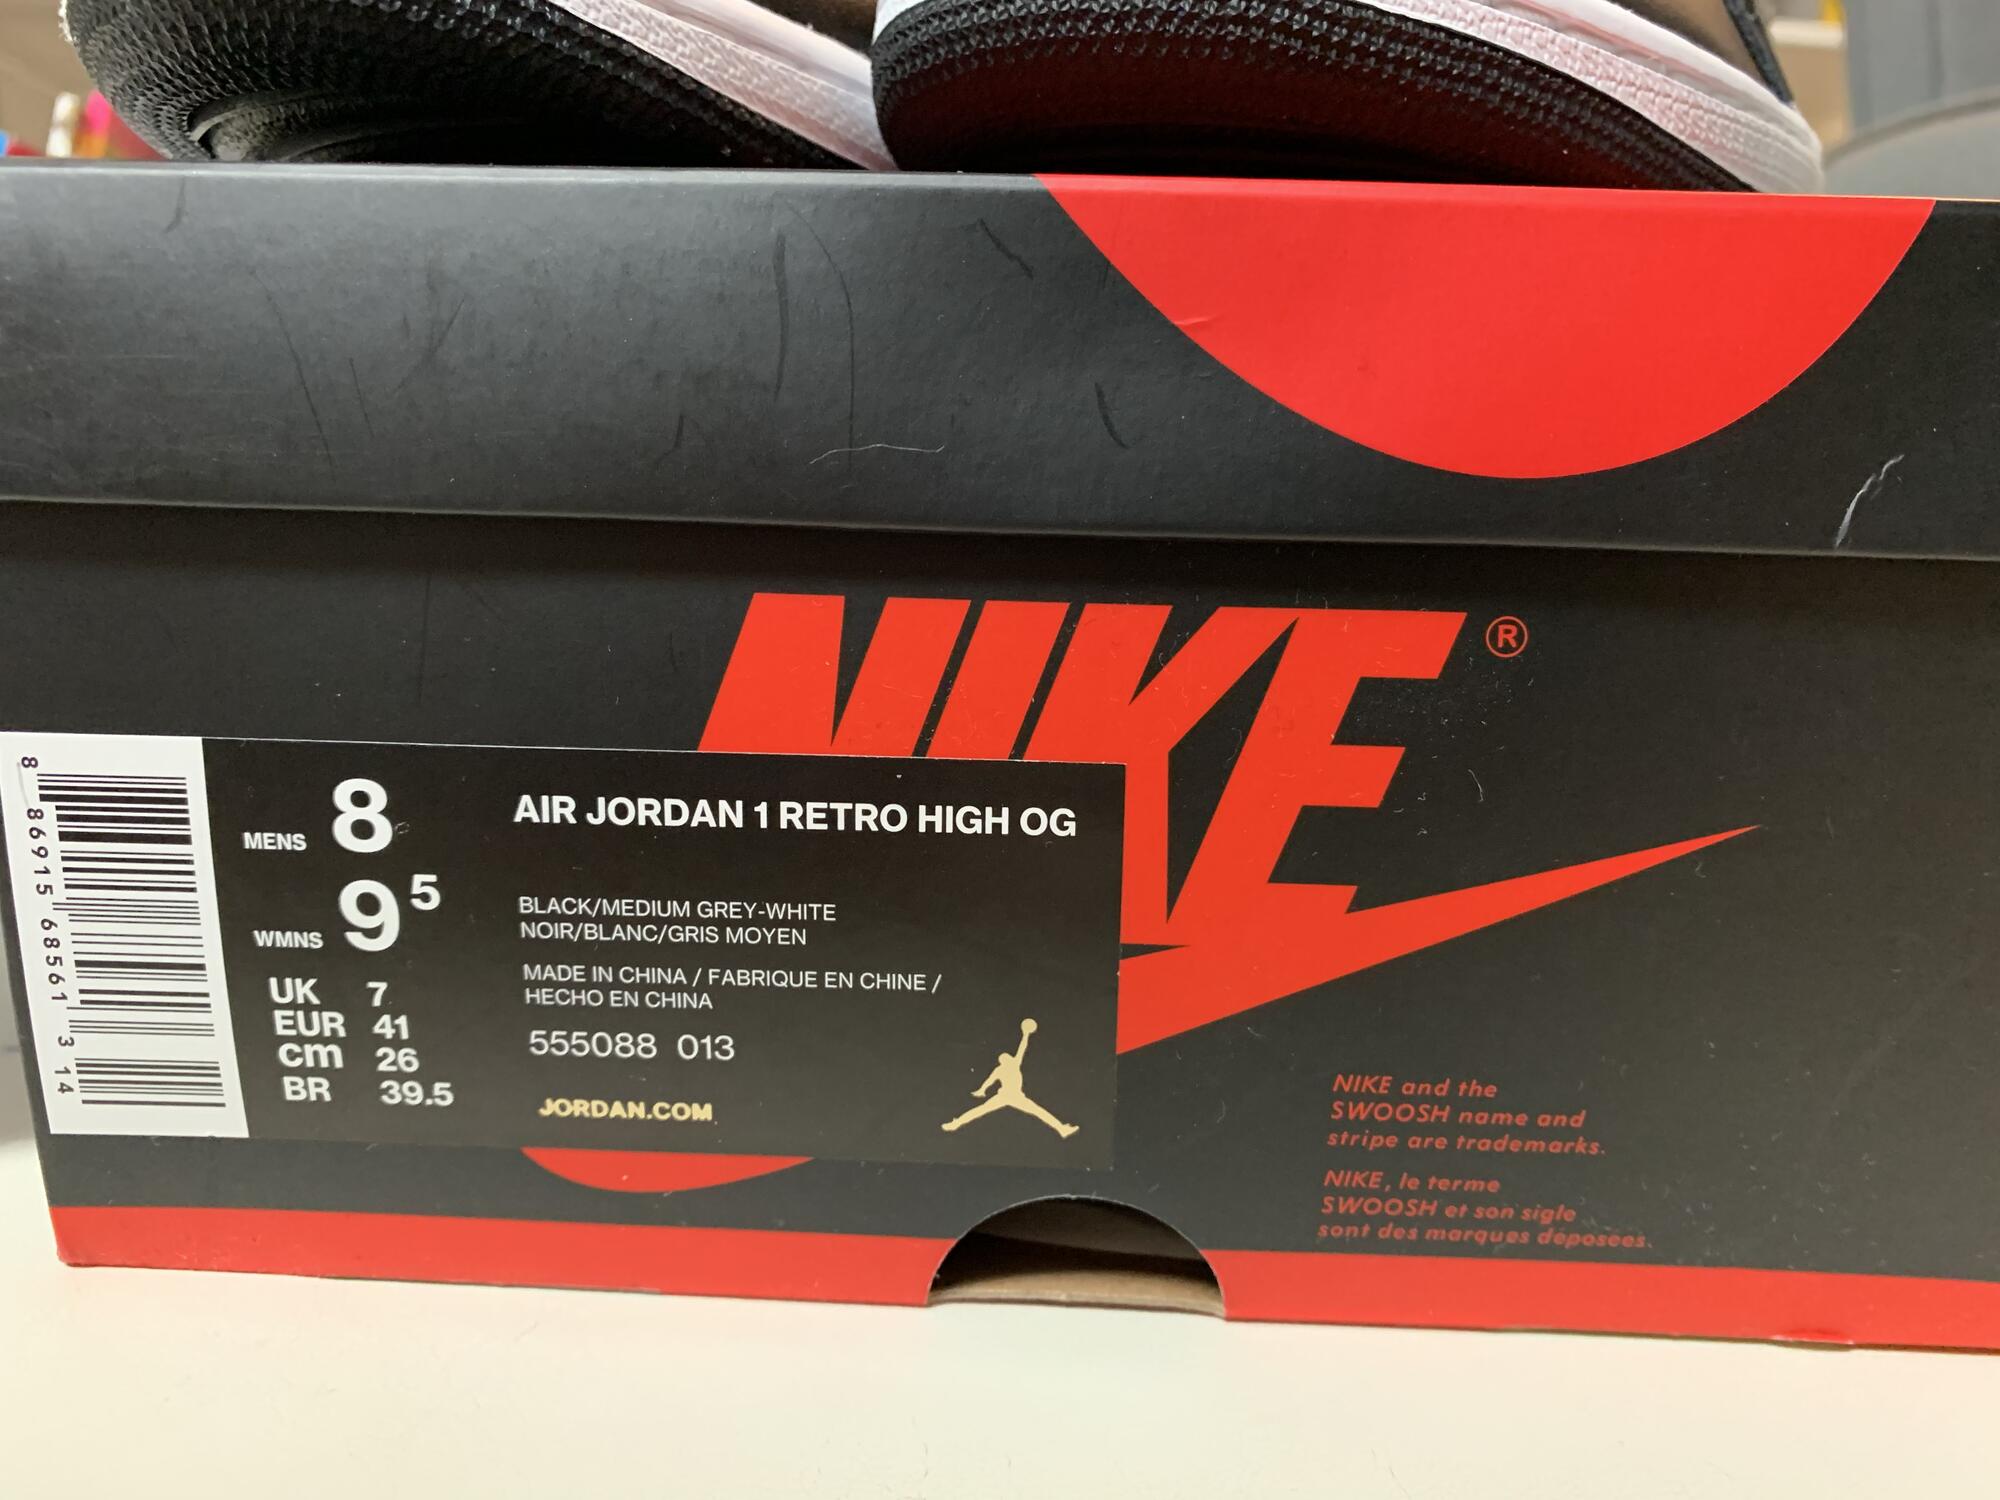 NIKE ®
8 86915 68561 3 14
MENS 8
WMNS 9 5
UK 7
EUR 41
cm 26
BR 39.5
AIR JORDAN 1 RETRO HIGH OG
BLACK/MEDIUM GREY-WHITE
NOIR/BLANC/GRIS MOYEN
MADE IN CHINA / FABRIQUE EN CHINE /
HECHO EN CHINA
555088 013
JORDAN.COM
NIKE and the
SWOOSH name and
stripe are trademarks.
NIKE, le terme
SWOOSH et son sigle
sont des marques déposées.